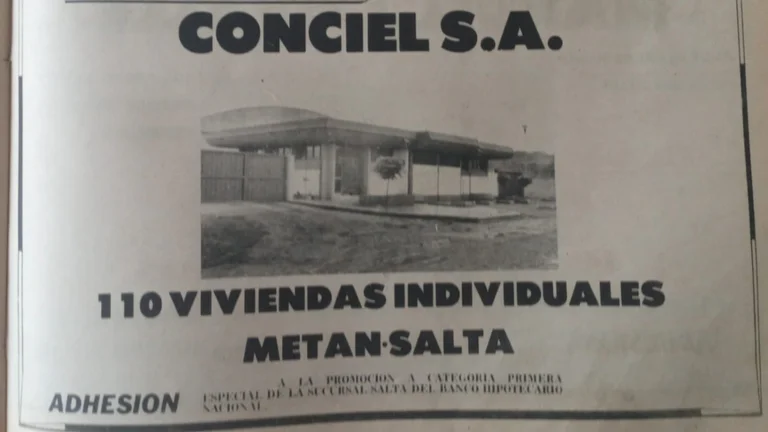 CONCIEL S.A.
110 VIVIENDAS INDIVIDUALES
METAN-SALTA
ADHESION
A LA PROMOCION A CATEGORIA PRIMERA
ESPECIAL DE LA SUCURSAL SALTA DEL BANCO HIPOTECARIO
NACIONAL.